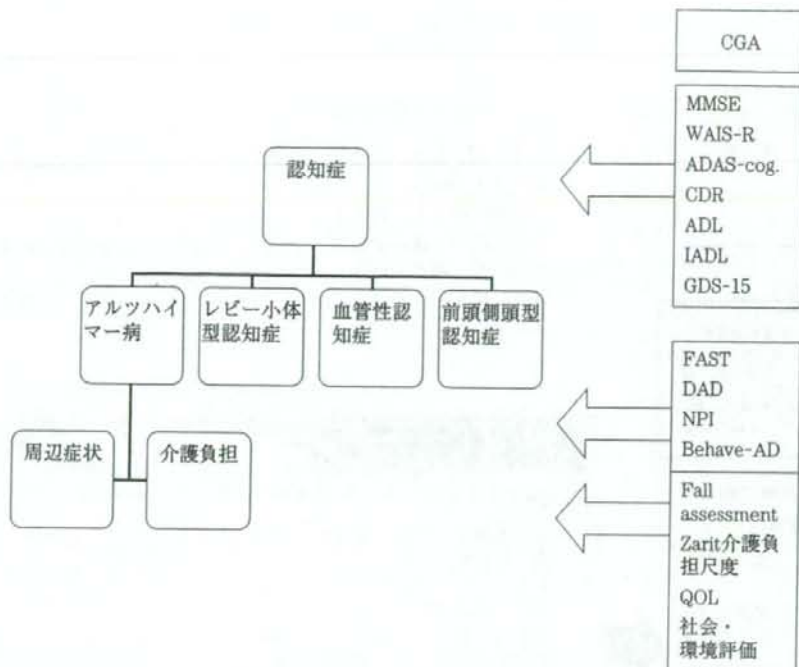 CGA
MMSE
WAIS-R
ADAS-cog.
CDR
ADL
IADL
GDS-15
認知症
アルツハイ
マー病
レビー小体
型認知症
血管性認
知症
前頭側頭型
認知症
FAST
DAD
NPI
Behave-AD
周辺症状
介護負担
Fall
assessment
Zarit介護負
担尺度
QOL
社会・
環境評価